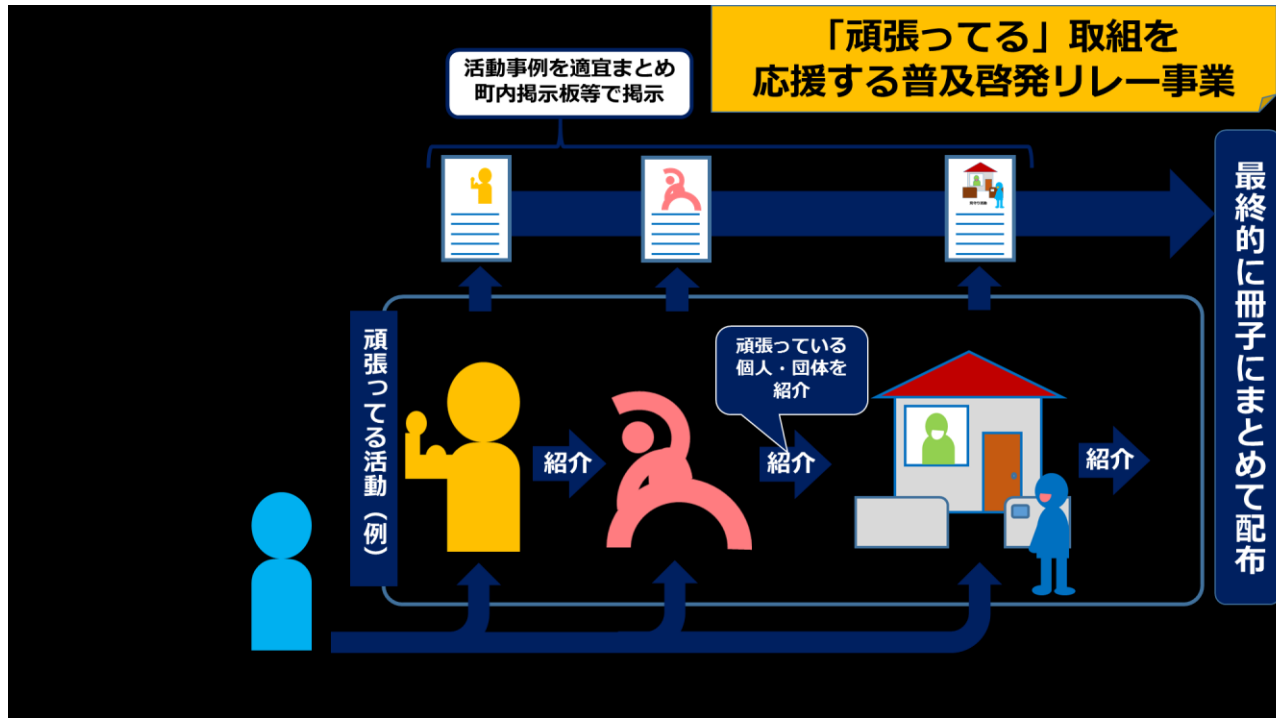 「頑張ってる」取組を
応援する普及啓発リレー事業
活動事例を適宜まとめ
町内掲示板等で掲示
最終的に冊子にまとめて配布
頑張ってる活動（例）
頑張っている
個人・団体を
紹介
紹介
紹介
紹介